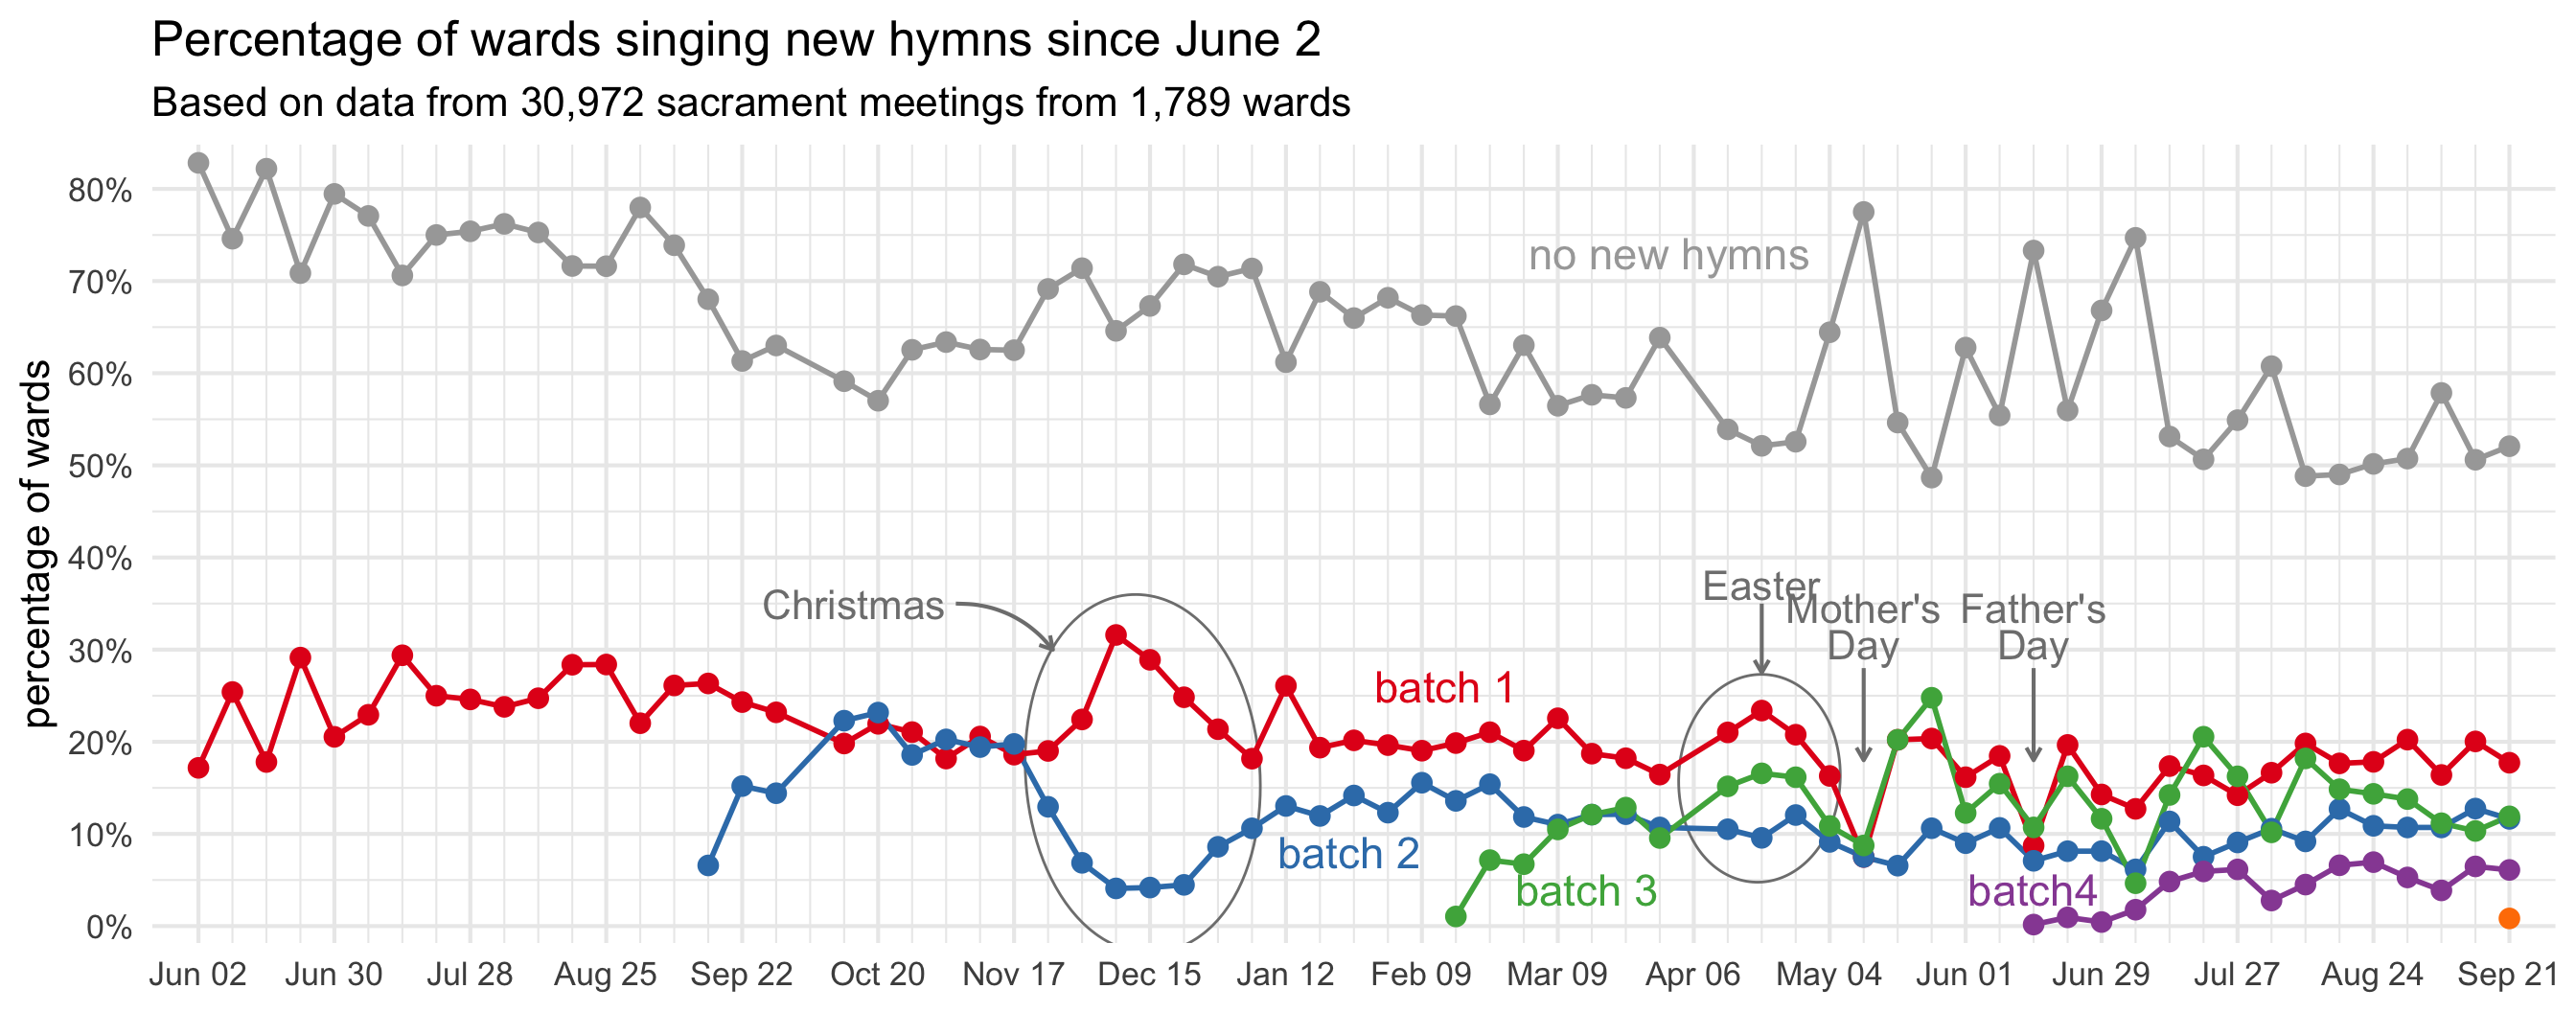 Percentage of wards singing new hymns since June 2
Based on data from 30,972 sacrament meetings from 1,789 wards
percentage of wards
80%
70%
60%
50%
40%
30%
20%
10%
0%
no new hymns
Christmas
Easter
Mother's
Day
Father's
Day
batch 1
batch 2
batch 3
batch4
Jun 02 Jun 30 Jul 28 Aug 25 Sep 22 Oct 20 Nov 17 Dec 15 Jan 12 Feb 09 Mar 09 Apr 06 May 04 Jun 01 Jun 29 Jul 27 Aug 24 Sep 21